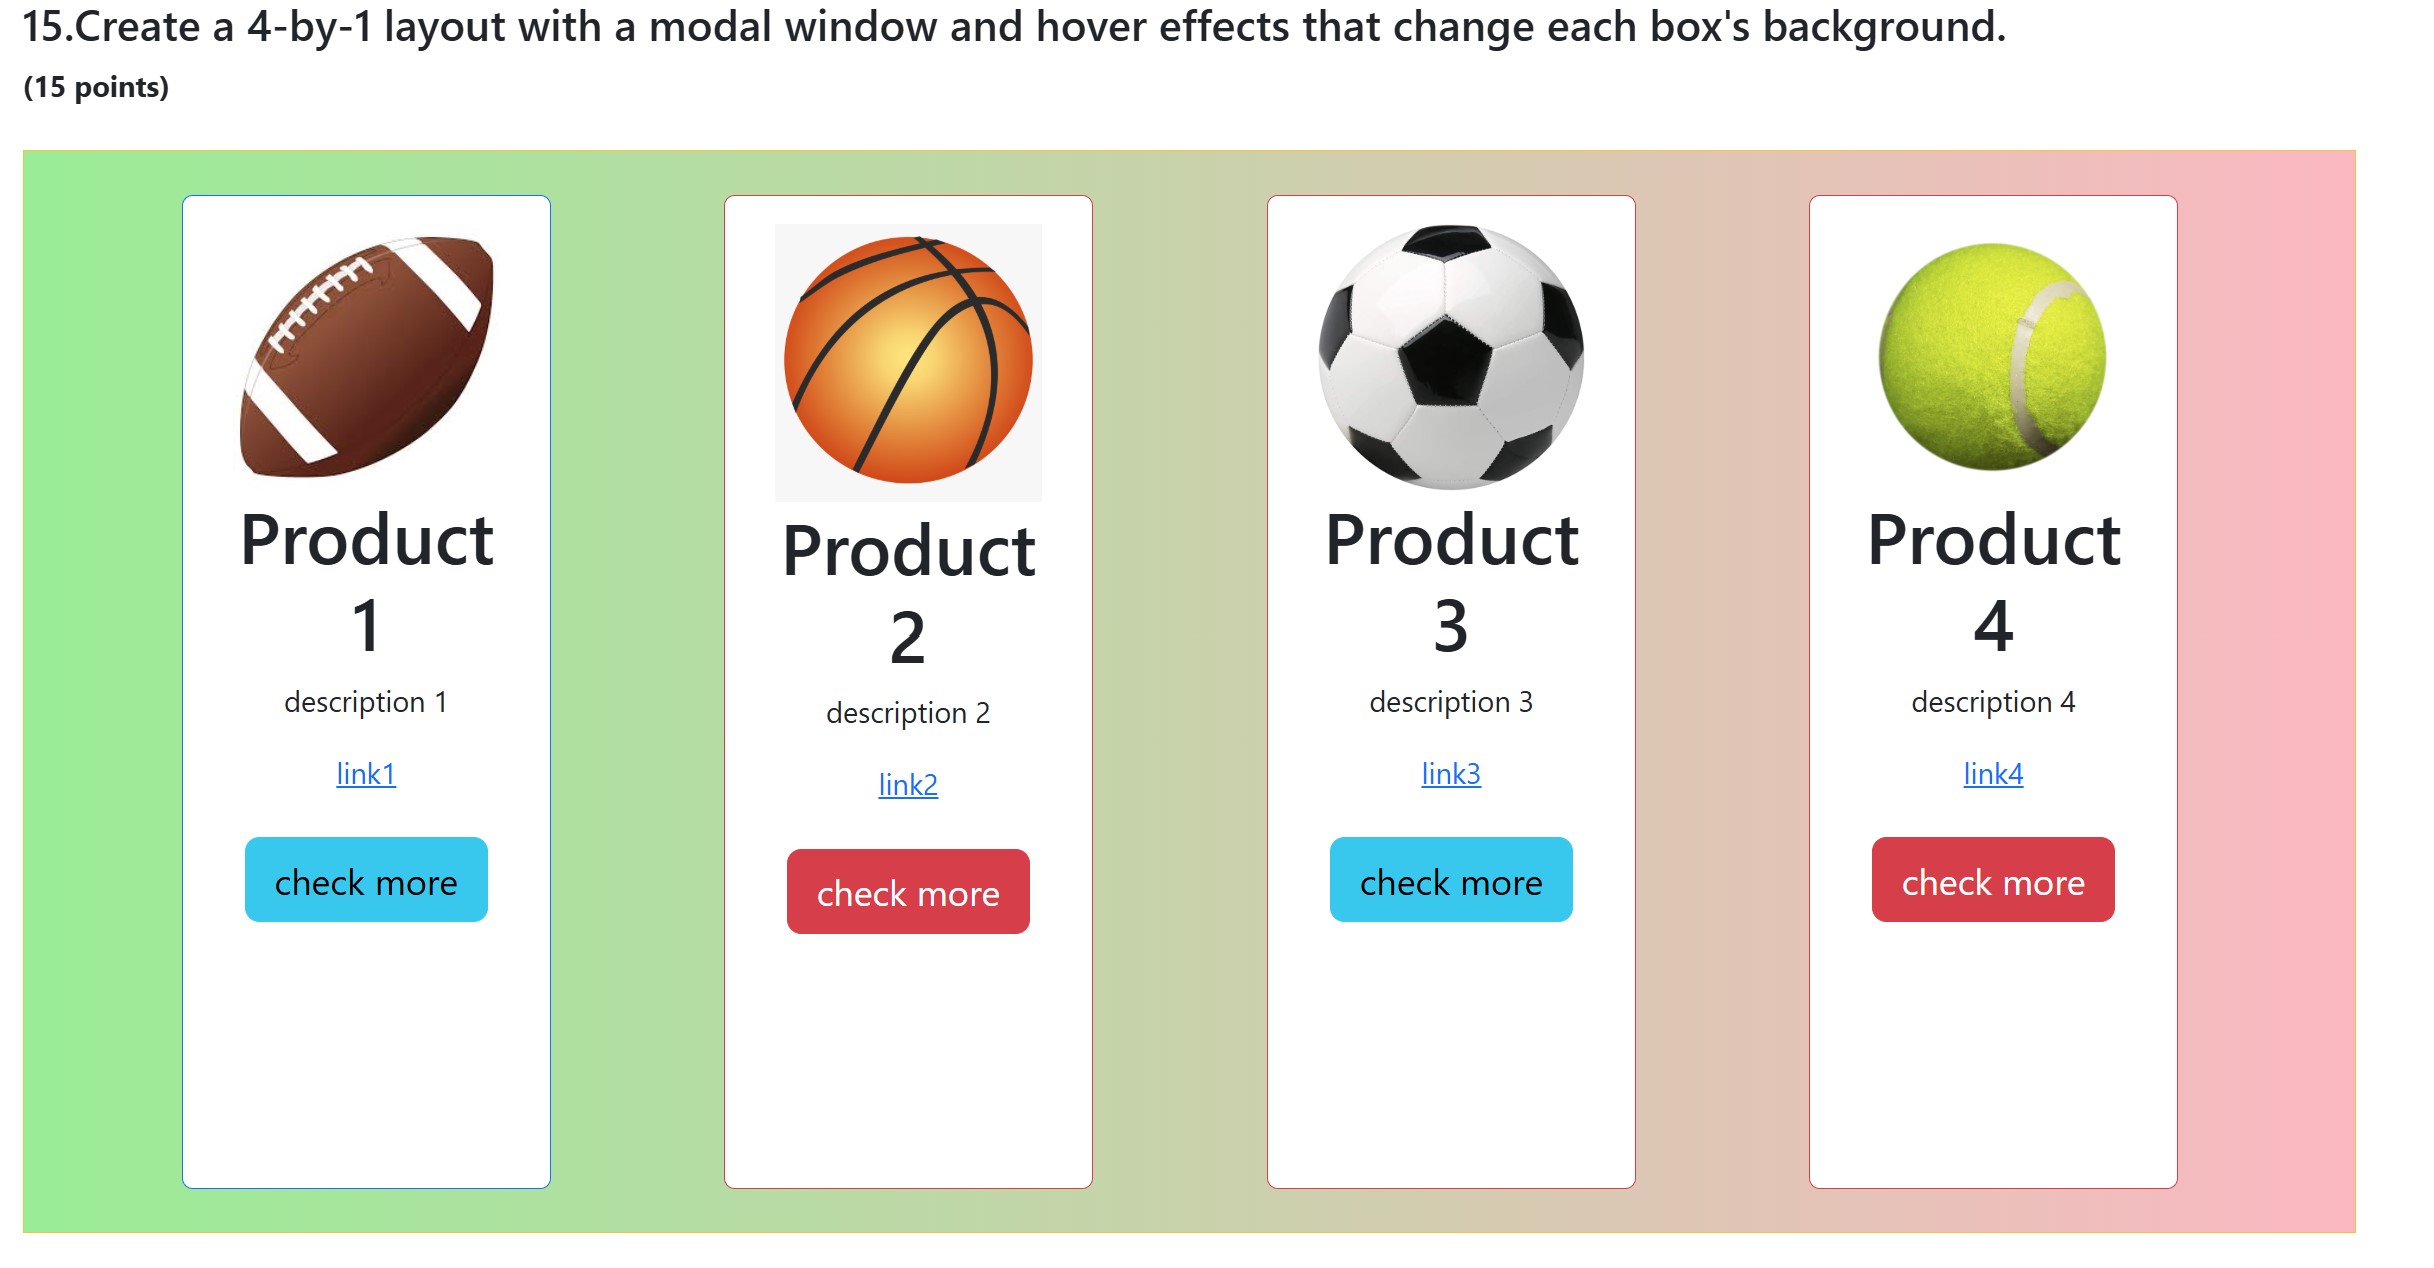 15.Create a 4-by-1 layout with a modal window and hover effects that change each box's background.
(15 points)
Product
1
description 1
link1
check more
Product
2
description 2
link2
check more
Product
3
description 3
link3
check more
Product
4
description 4
link4
check more